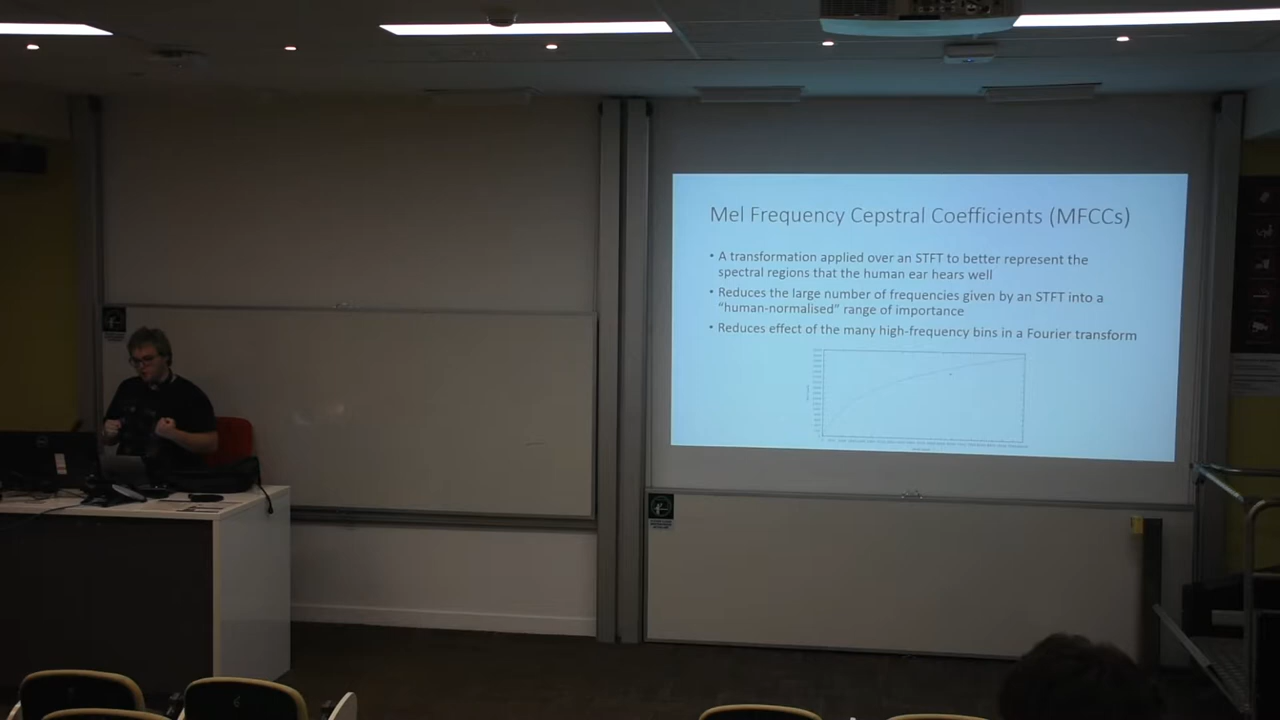 Mel Frequency Cepstral Coefficients (MFCCs)
• A transformation applied over an STFT to better represent the
spectral regions that the human ear hears well
• Reduces the large number of frequencies given by an STFT into a
“human-normalised” range of importance
• Reduces effect of the many high-frequency bins in a Fourier transform